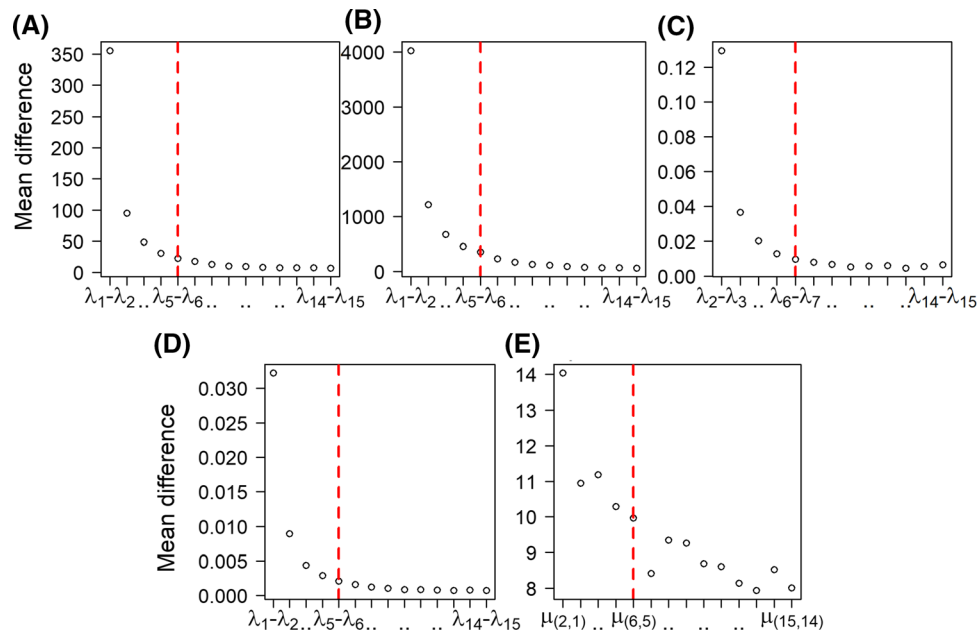 (A)
(B)
(C)
Mean difference
350
300
250
200
150
100
50
0
λ1-λ2 .. λ5-λ6 .. .. .. λ14-λ15
4000
3000
2000
1000
0
λ1-λ2 .. λ5-λ6 .. .. .. λ14-λ15
0.12
0.10
0.08
0.06
0.04
0.02
0.00
λ2-λ3 .. λ6-λ7 .. .. .. λ14-λ15
(D)
(E)
Mean difference
0.030
0.025
0.020
0.015
0.010
0.005
0.000
λ1-λ2 .. λ5-λ6 .. .. .. λ14-λ15
14
13
12
11
10
9
8
μ(2,1) .. μ(6,5) .. .. .. μ(15,14)